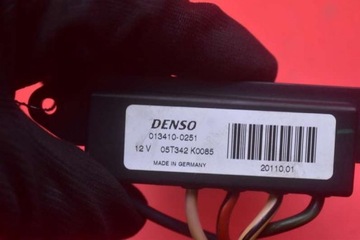 DENSO
013410-0251
12 V 05T342 K0085
MADE IN GERMANY
20110.01